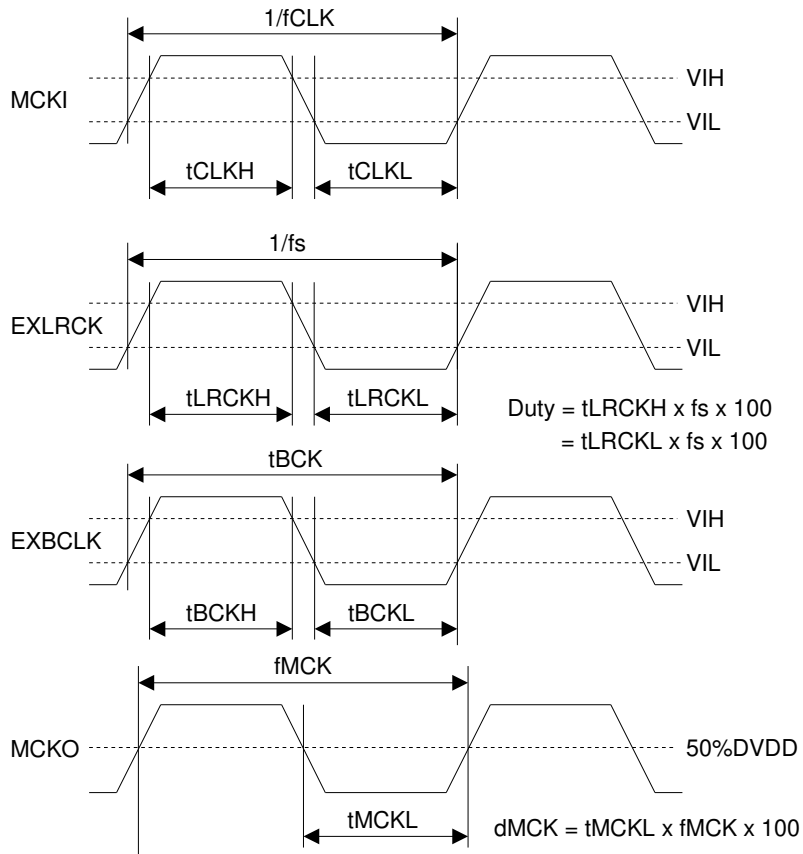 1/fCLK
MCKI
VIH
VIL
tCLKH
tCLKL
1/fs
EXLRCK
VIH
VIL
tLRCKH
tLRCKL
Duty = tLRCKH x fs x 100
= tLRCKL x fs x 100
tBCK
EXBCLK
VIH
VIL
tBCKH
tBCKL
fMCK
MCKO
50%DVDD
tMCKL
dMCK = tMCKL x fMCK x 100